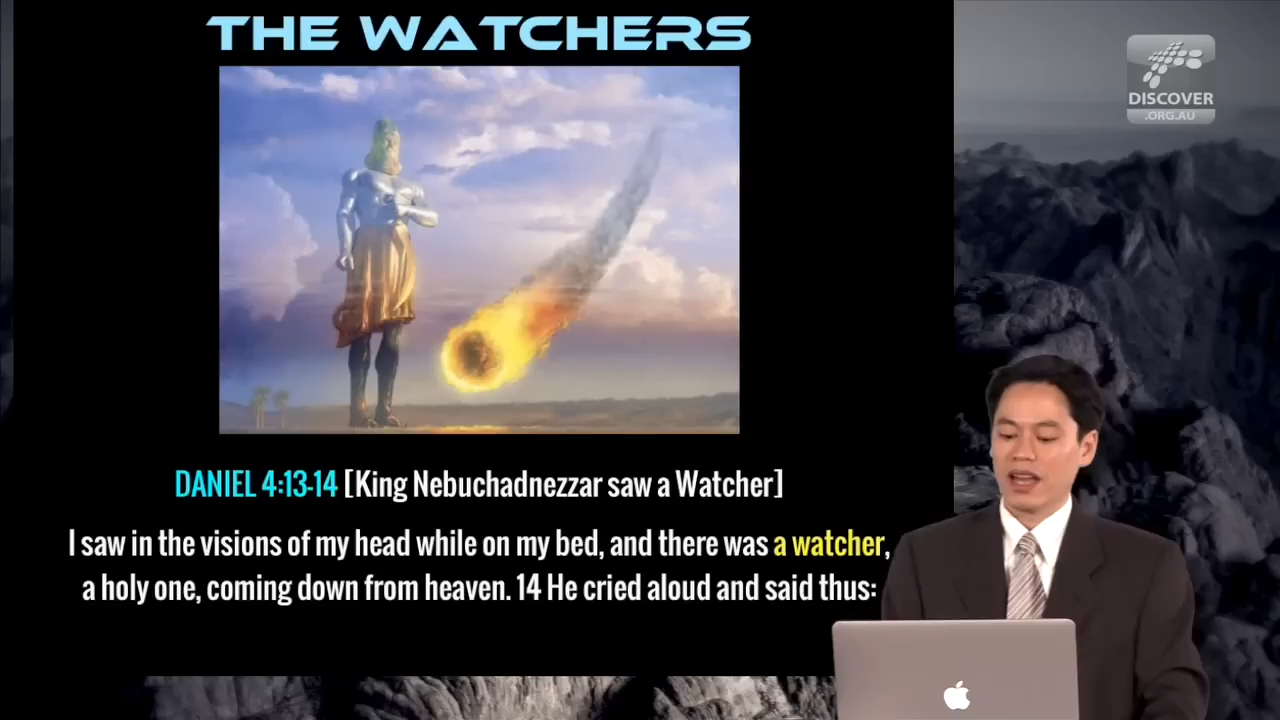 THE WATCHERS
DISCOVER
.ORG.AU
DANIEL 4:13-14 [King Nebuchadnezzar saw a Watcher]
I saw in the visions of my head while on my bed, and there was a watcher,
a holy one, coming down from heaven. 14 He cried aloud and said thus: